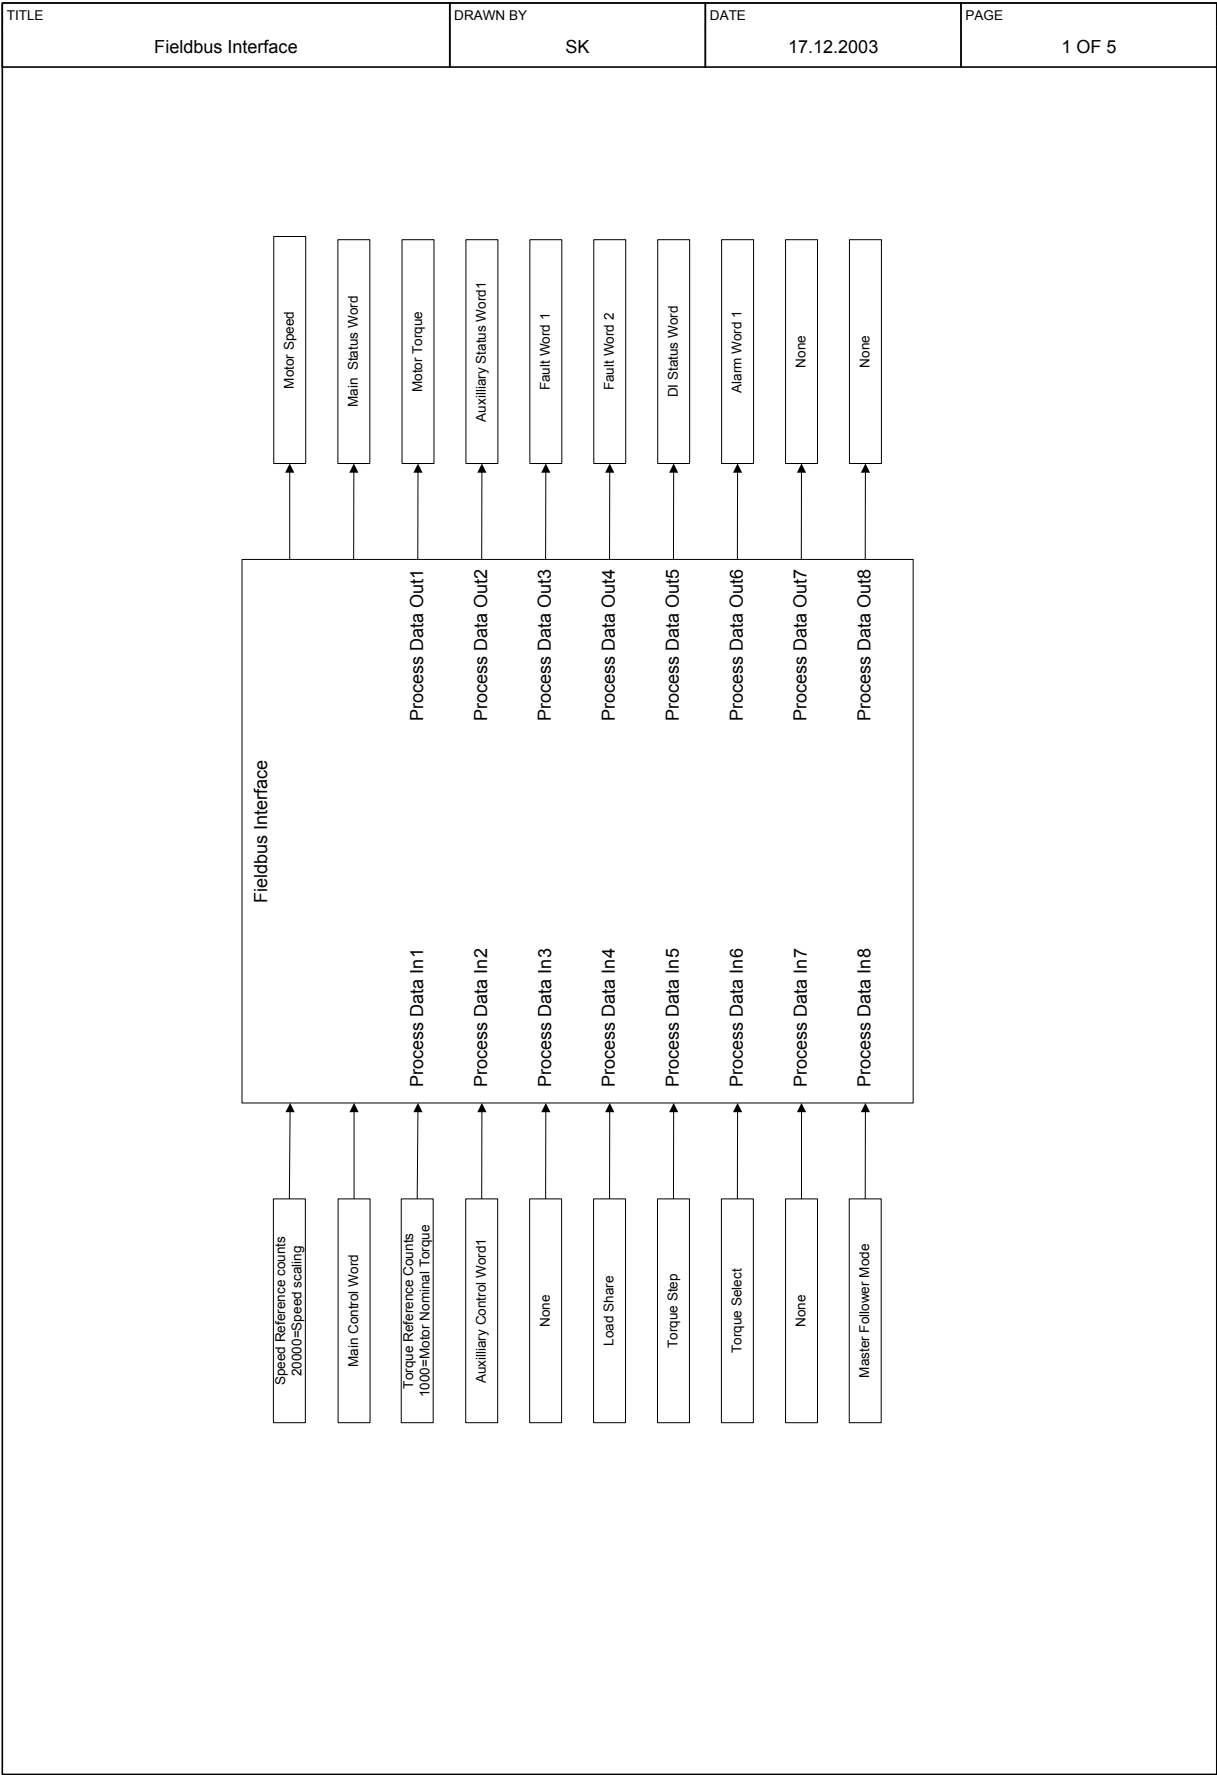 TITLE
Fieldbus Interface
DRAWN BY
SK
DATE
17.12.2003
PAGE
1 OF 5
Motor Speed
Main  Status Word
Motor Torque
Auxilliary Status Word1
Fault Word 1
Fault Word 2
DI Status Word
Alarm Word 1
None
None
Fieldbus Interface
Process Data Out1
Process Data Out2
Process Data Out3
Process Data Out4
Process Data Out5
Process Data Out6
Process Data Out7
Process Data Out8
Process Data In1
Process Data In2
Process Data In3
Process Data In4
Process Data In5
Process Data In6
Process Data In7
Process Data In8
Speed Reference counts
20000=Speed scaling
Main Control Word
Torque Reference Counts
1000=Motor Nominal Torque
Auxilliary Control Word1
None
Load Share
Torque Step
Torque Select
None
Master Follower Mode